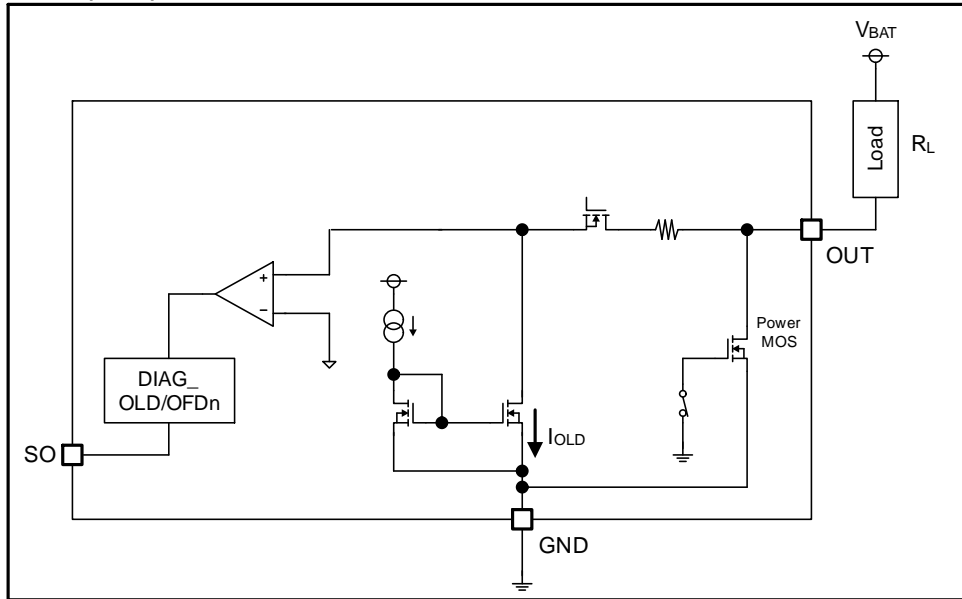 VBAT
Load
RL
OUT
+
−
Power
MOS
DIAG_
OLD/OFDn
IOLD
SO
GND